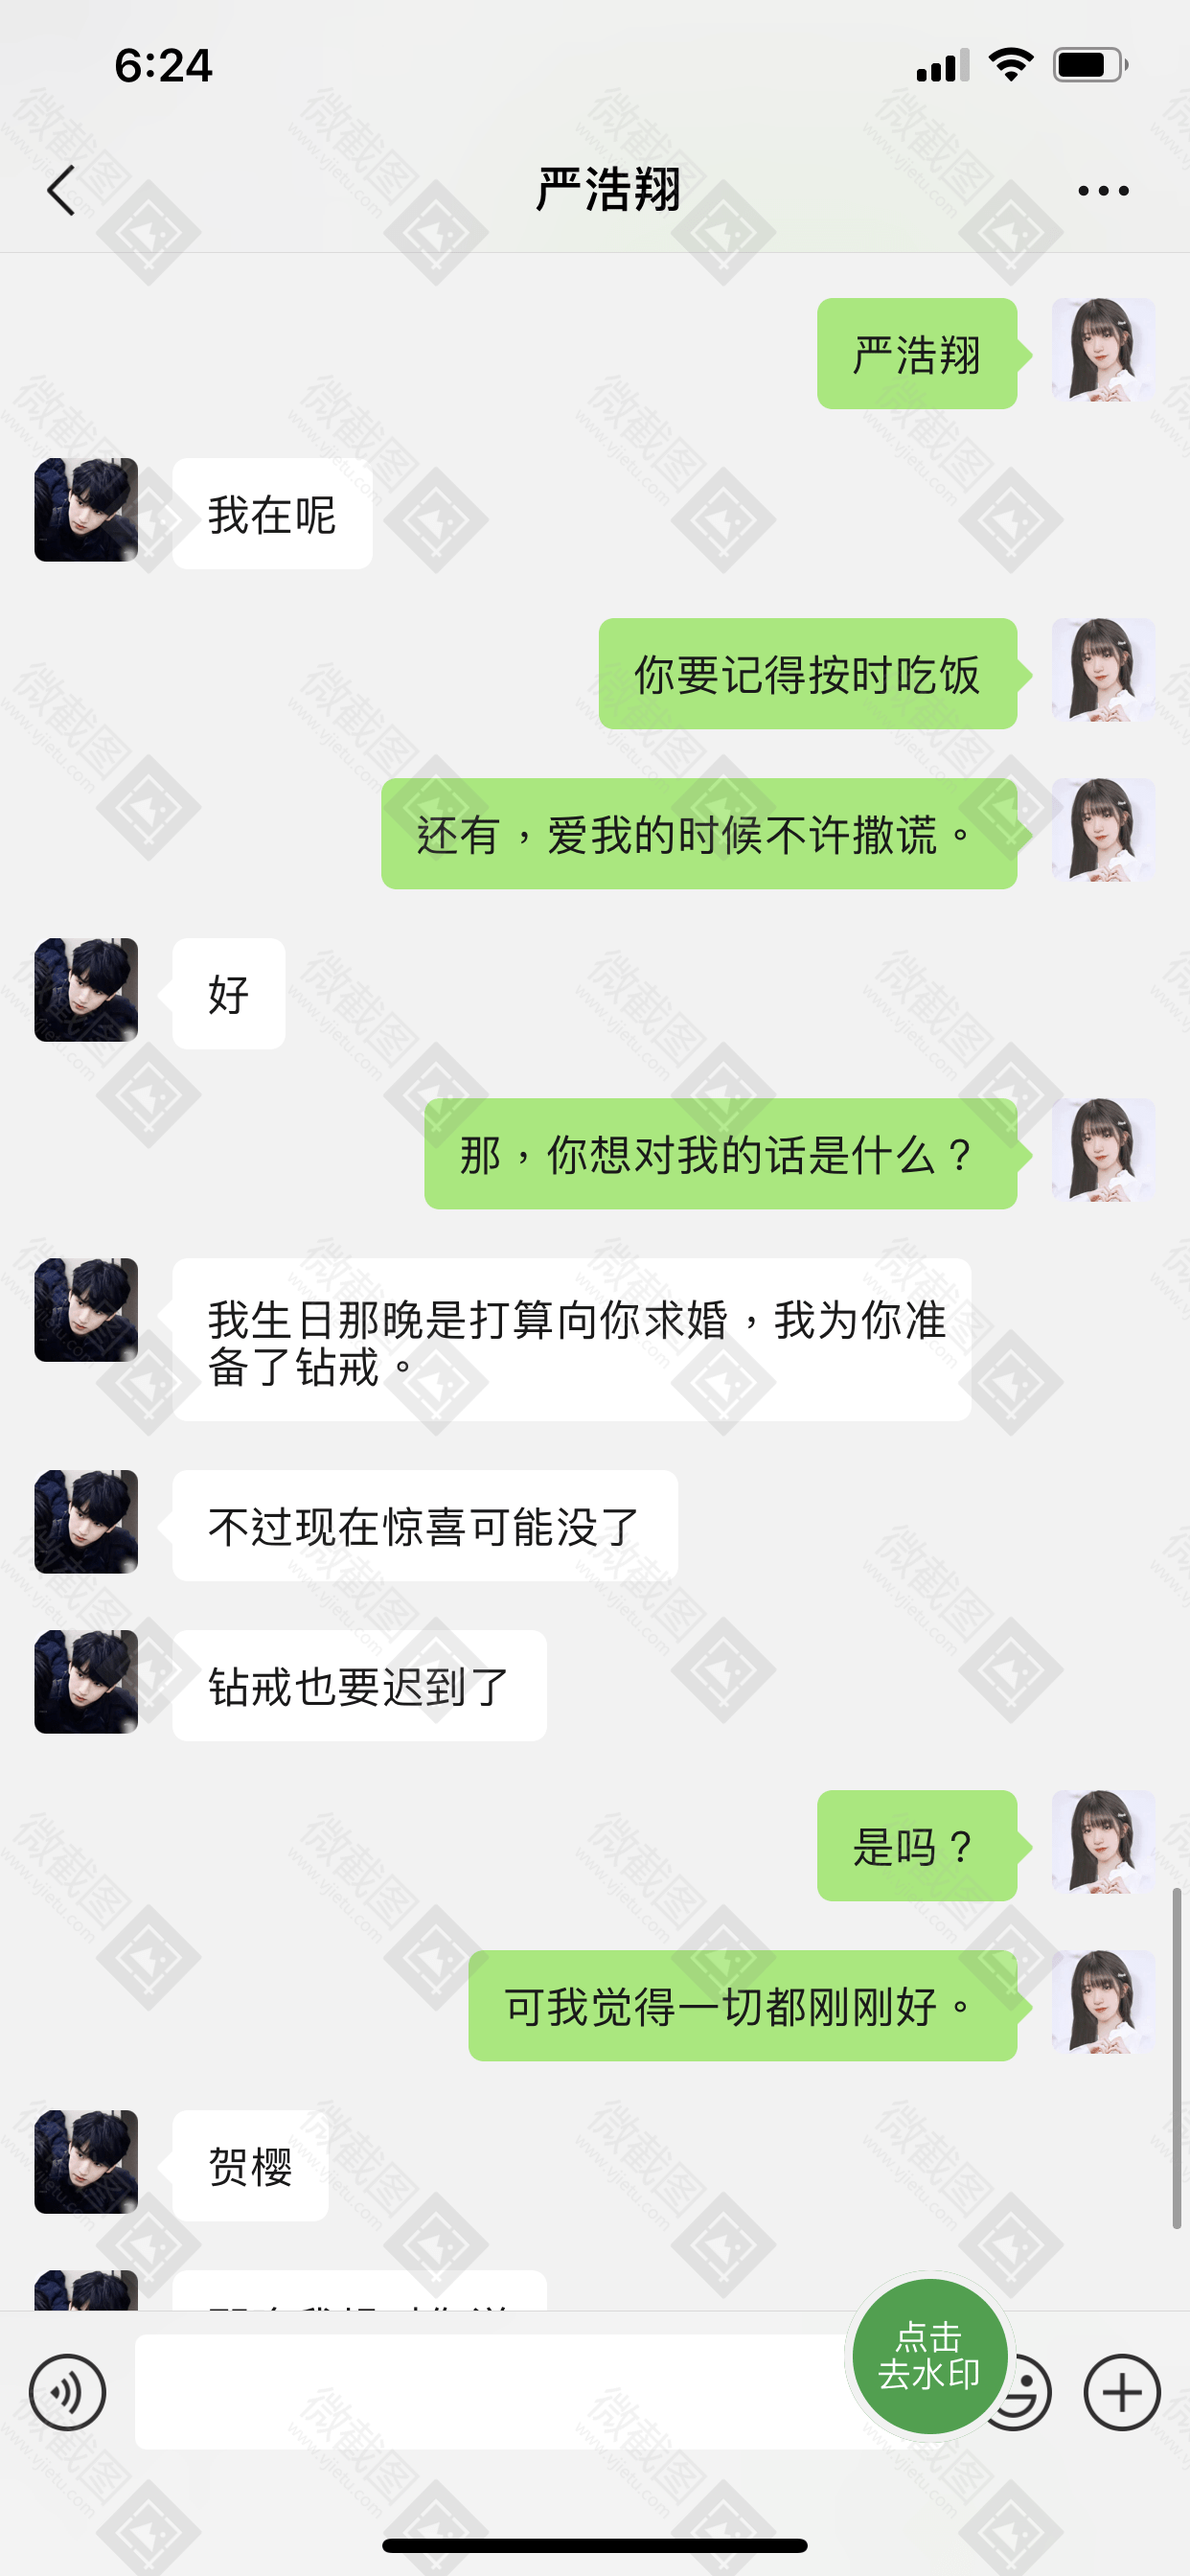 6:24
严浩翔
严浩翔
我在呢
你要记得按时吃饭
还有，爱我的时候不许撒谎。
好
那，你想对我的话是什么？
我生日那晚是打算向你求婚，我为你准
备了钻戒。
不过现在惊喜可能没了
钻戒也要迟到了
是吗？
可我觉得一切都刚刚好。
贺樱
点击
去水印
微截图
www.vjietu.com